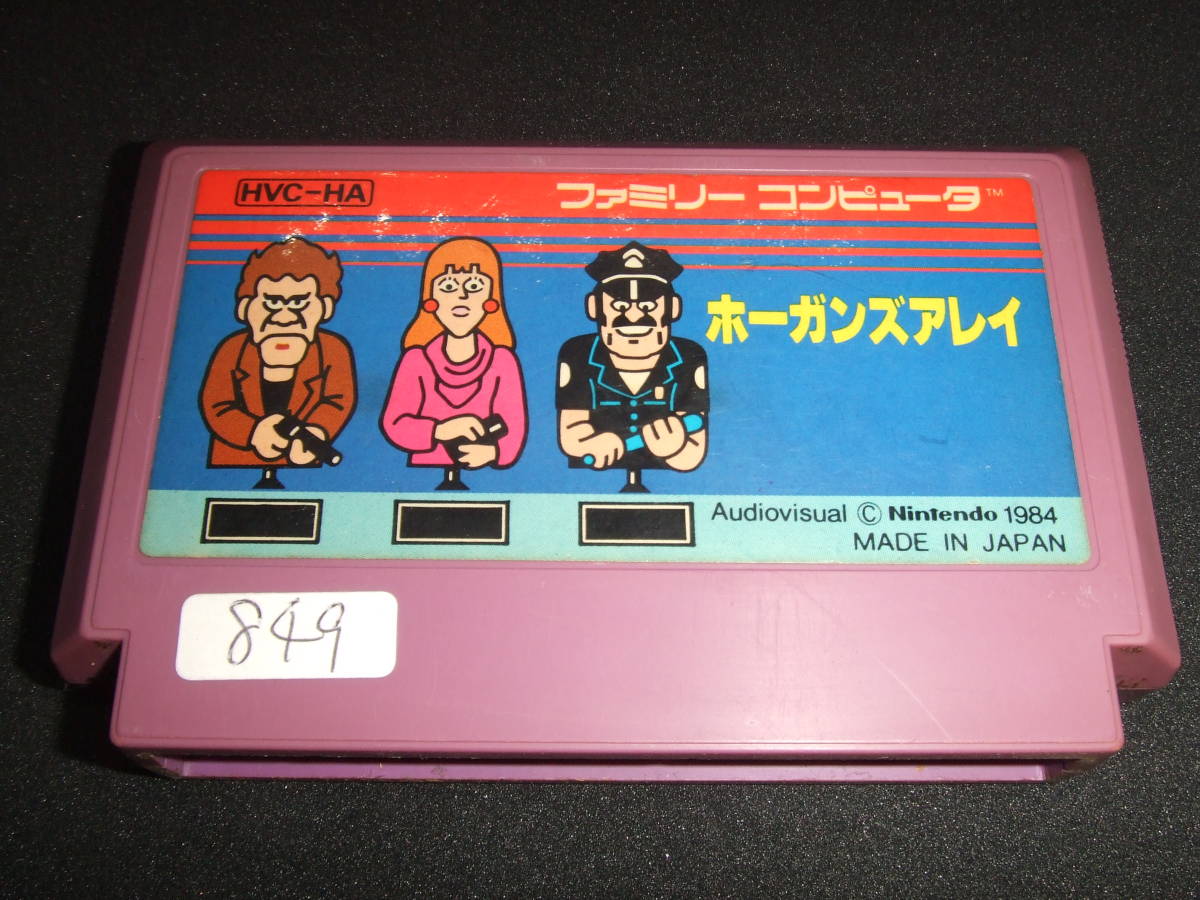 HVC-HA
ファミリー コンピュータ™
ホーガンズアレイ
Audiovisual © Nintendo 1984
MADE IN JAPAN
849